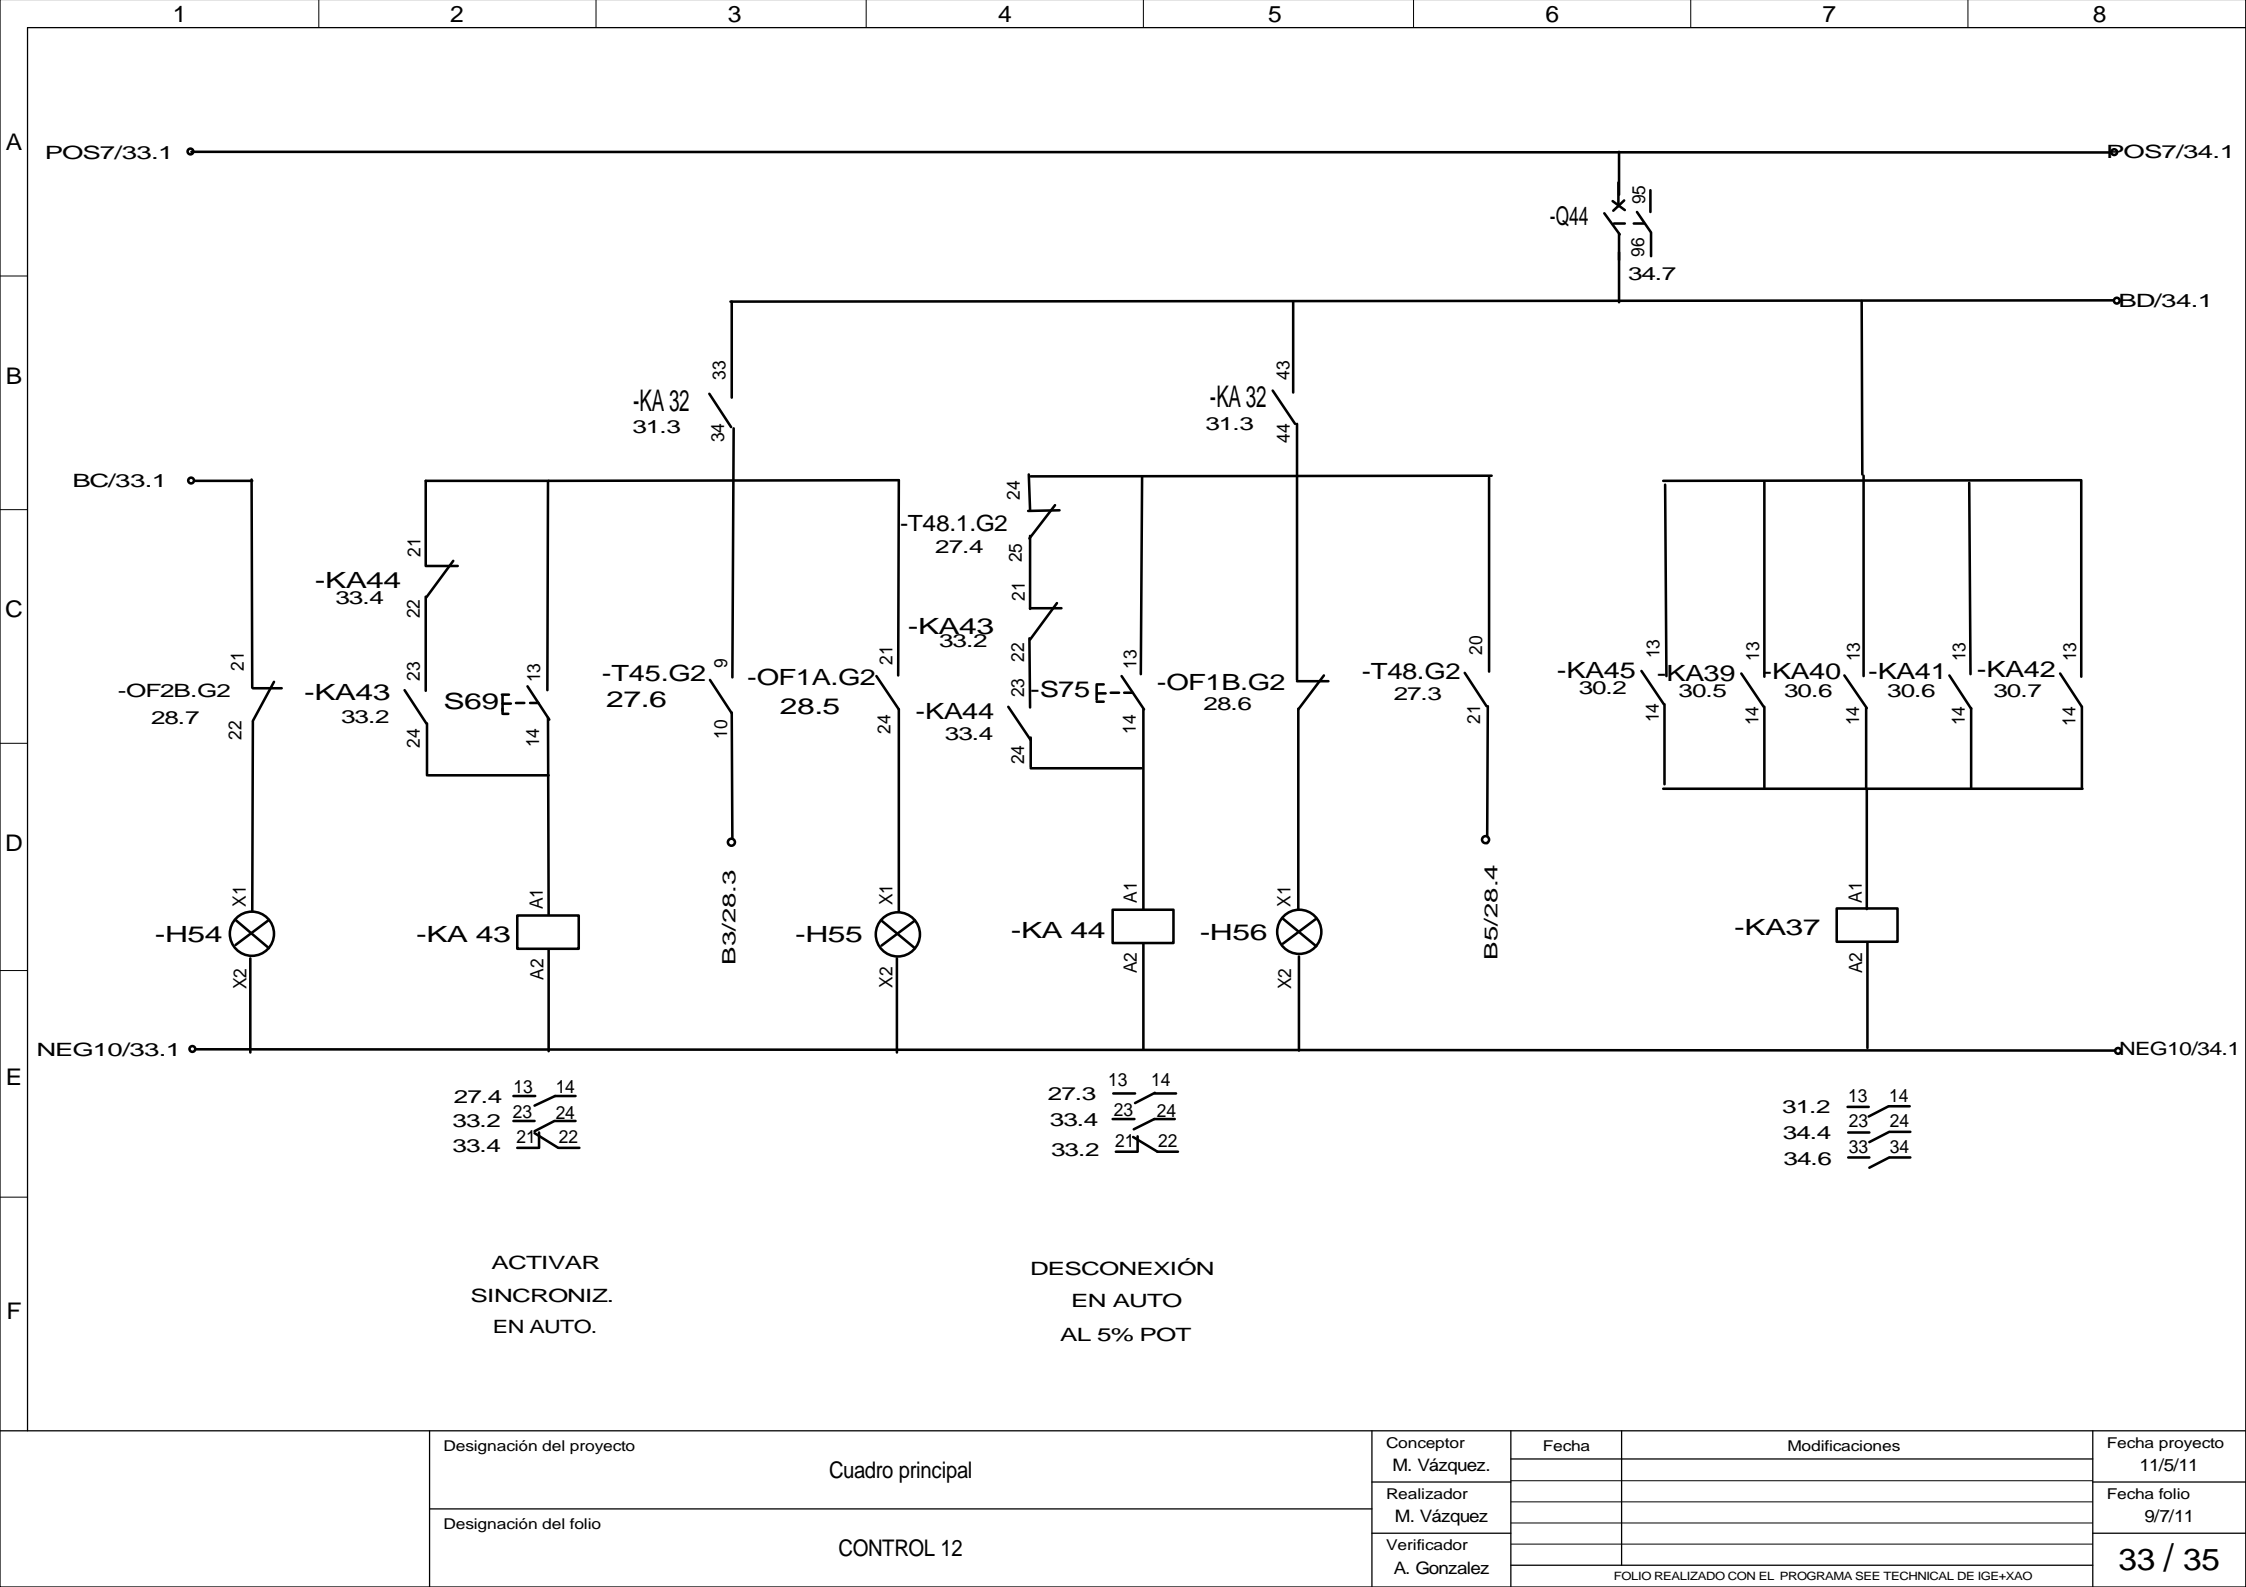 1 2 3 4 5 6 7 8
A
POS7/33.1
POS7/34.1
-Q44
95
96
34.7
BD/34.1
B
33
-KA 32
31.3
34
43
-KA 32
31.3
44
BC/33.1
C
21
-KA44
33.4
22
24
-T48.1.G2
27.4
25
21
-KA43
33.2
22
21
-OF2B.G2
28.7
22
23
-KA43
33.2
24
13
S69
14
9
-T45.G2
27.6
10
21
-OF1A.G2
28.5
24
23
-KA44
33.4
24
13
-S75
14
-OF1B.G2
28.6
20
-T48.G2
27.3
21
13
-KA45
30.2
14
13
-KA39
30.5
14
13
-KA40
30.6
14
13
-KA41
30.6
14
13
-KA42
30.7
14
D
X1
-H54
X2
A1
-KA 43
A2
B3/28.3
X1
-H55
X2
A1
-KA 44
A2
X1
-H56
X2
B5/28.4
A1
-KA37
A2
NEG10/33.1
NEG10/34.1
E
27.4 13 14
33.2 23 24
33.4 21 22
27.3 13 14
33.4 23 24
33.2 21 22
31.2 13 14
34.4 23 24
34.6 33 34
F
ACTIVAR
SINCRONIZ.
EN AUTO.
DESCONEXIÓN
EN AUTO
AL 5% POT
Designación del proyecto
Cuadro principal
Designación del folio
CONTROL 12
Conceptor
M. Vázquez.
Realizador
M. Vázquez
Verificador
A. Gonzalez
Fecha
Modificaciones
FOLIO REALIZADO CON EL PROGRAMA SEE TECHNICAL DE IGE+XAO
Fecha proyecto
11/5/11
Fecha folio
9/7/11
33 / 35